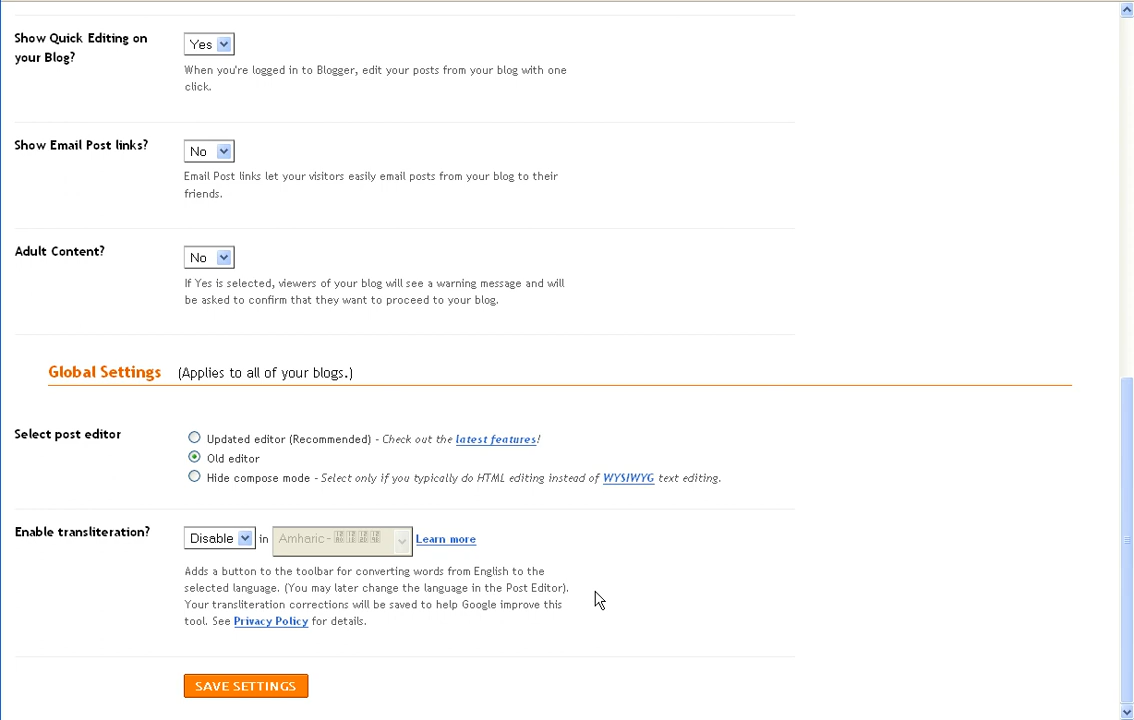 Show Quick Editing on your Blog?
Yes
When you're logged in to Blogger, edit your posts from your blog with one
click.
Show Email Post links?
No
Email Post links let your visitors easily email posts from your blog to their
friends.
Adult Content?
No
If Yes is selected, viewers of your blog will see a warning message and will
be asked to confirm that they want to proceed to your blog.
Global Settings (Applies to all of your blogs.)
Select post editor
Updated editor (Recommended) - Check out the latest features!
Old editor
Hide compose mode - Select only if you typically do HTML editing instead of WYSIWYG text editing.
Enable transliteration?
Disable in Amharic - Learn more
Adds a button to the toolbar for converting words from English to the
selected language. (You may later change the language in the Post Editor).
Your transliteration corrections will be saved to help Google improve this
tool. See Privacy Policy for details.
SAVE SETTINGS